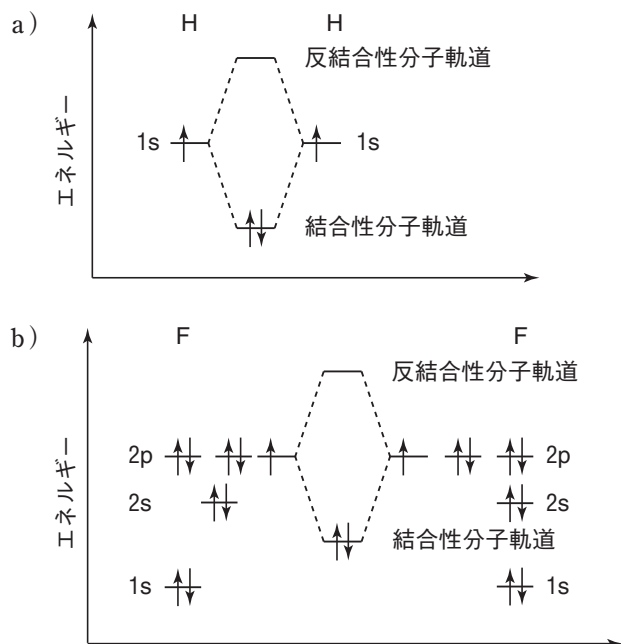 a)
H H
反結合性分子軌道
1s 1s
結合性分子軌道
エネルギー
b)
F F
反結合性分子軌道
2p 2p
2s 2s
結合性分子軌道
1s 1s
エネルギー